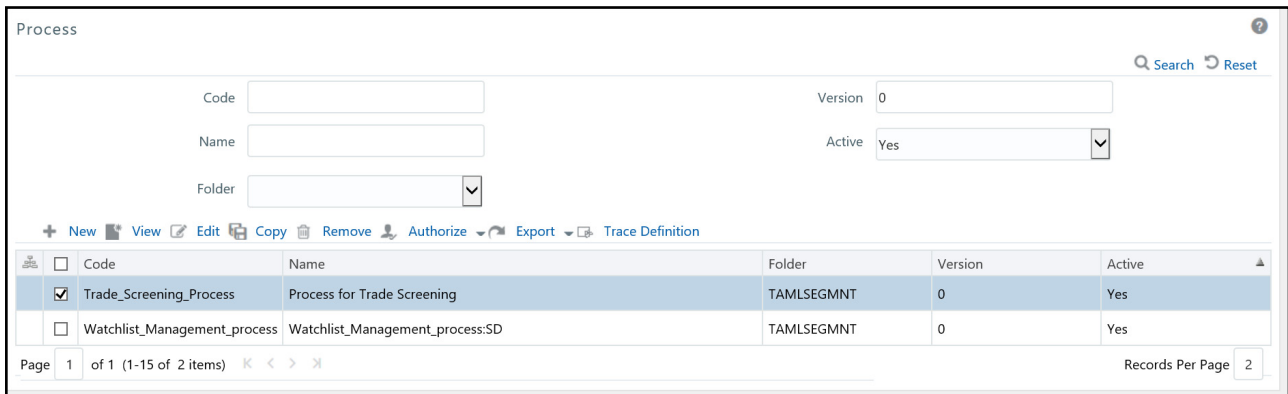 Process ?
Search Reset
Code Version 0
Name Active Yes
Folder
New View Edit Copy Remove Authorize Export Trace Definition
Code Name Folder Version Active
Trade_Screening_Process Process for Trade Screening TAMLSEGMNT 0 Yes
Watchlist_Management_process Watchlist_Management_process:SD TAMLSEGMNT 0 Yes
Page 1 of 1 (1-15 of 2 items) Records Per Page 2